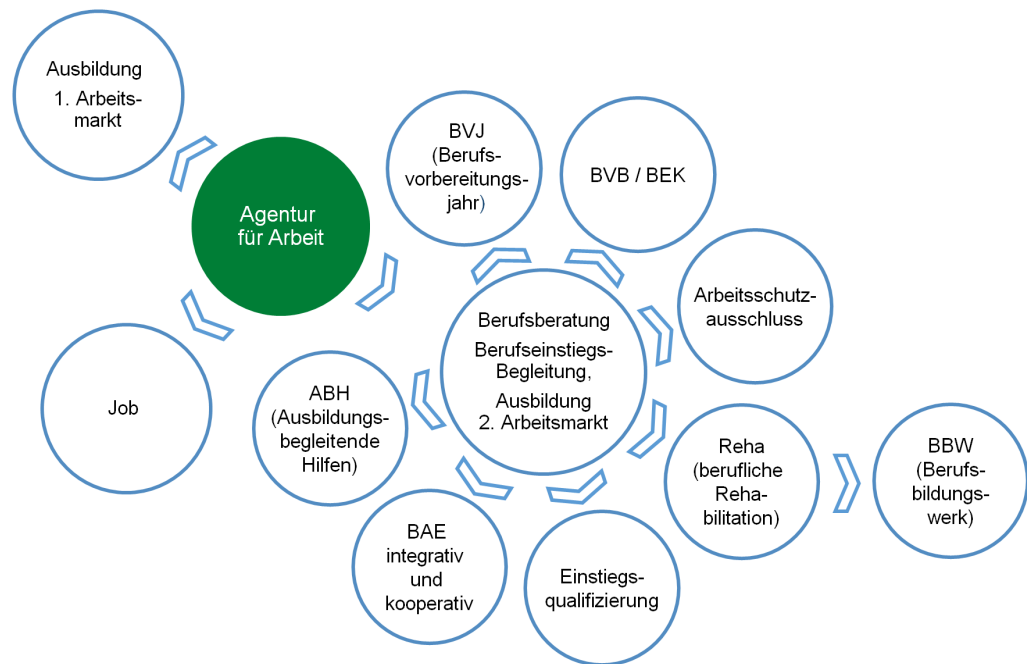 Ausbildung
1. Arbeits-
markt
Agentur
für Arbeit
Job
BVJ
(Berufs-
vorbereitungs-
jahr)
BVB / BEK
Arbeitsschutz-
ausschluss
Berufsberatung
Berufseinstiegs-
Begleitung,
Ausbildung
2. Arbeitsmarkt
ABH
(Ausbildungs-
begleitende
Hilfen)
BAE
integrativ
und
kooperativ
Einstiegs-
qualifizierung
Reha
(berufliche
Reha-
bilitation)
BBW
(Berufs-
bildungs-
werk)